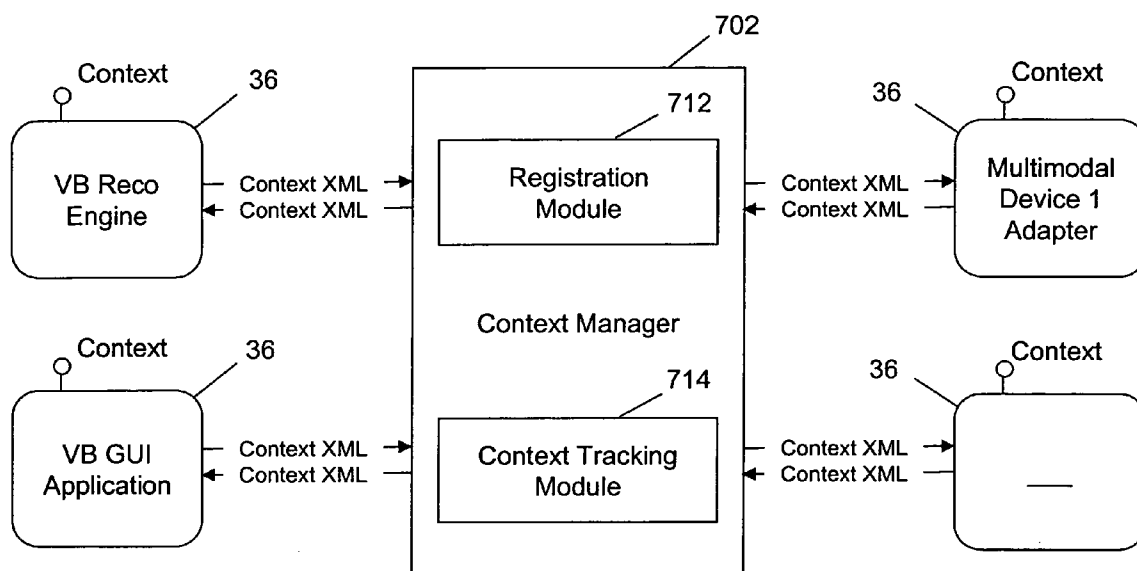 702
Context
36
VB Reco
Engine
Context XML
Context XML
712
Registration
Module
Context XML
Context XML
Context
36
Multimodal
Device 1
Adapter
Context Manager
Context
36
VB GUI
Application
Context XML
Context XML
714
Context Tracking
Module
Context XML
Context XML
Context
36